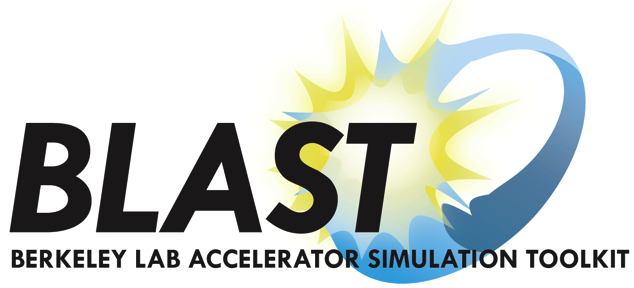 BLAST
BERKELEY LAB ACCELERATOR SIMULATION TOOLKIT